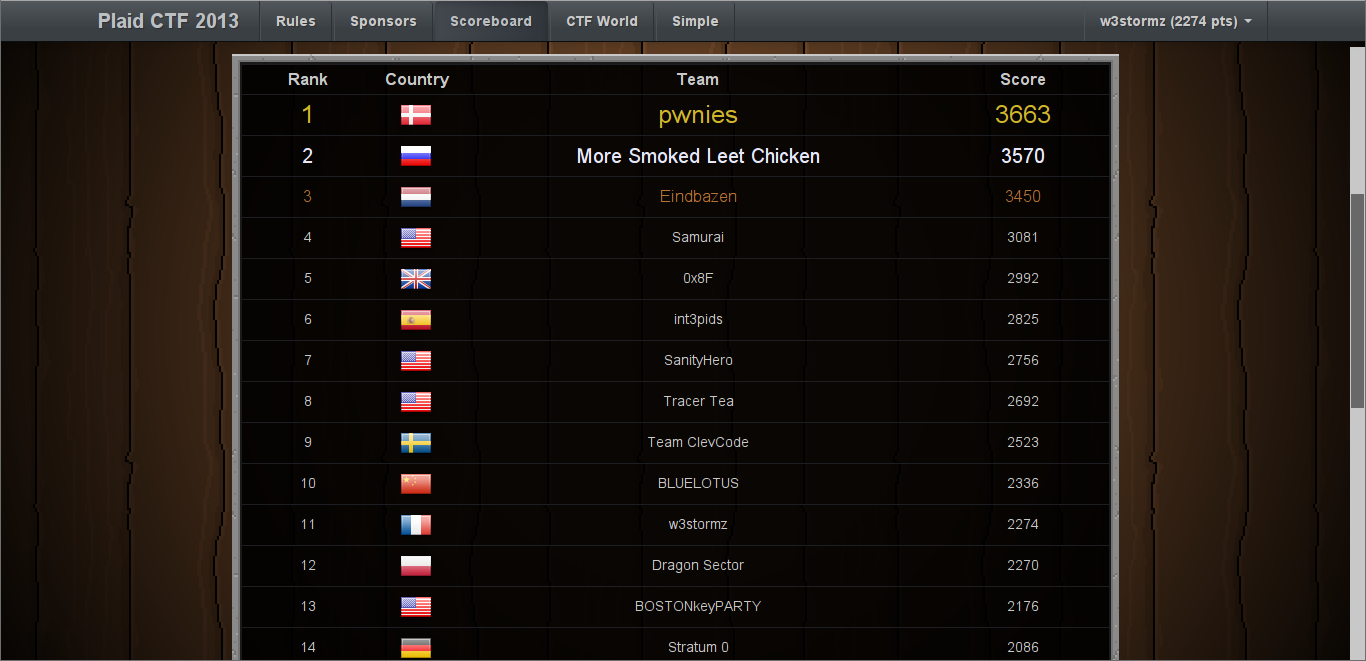 Plaid CTF 2013 Rules Sponsors Scoreboard CTF World Simple w3stormz (2274 pts)
Rank Country Team Score
1 pwnies 3663
2 More Smoked Leet Chicken 3570
3 Eindbazen 3450
4 Samurai 3081
5 0x8F 2992
6 int3pids 2825
7 SanityHero 2756
8 Tracer Tea 2692
9 Team ClevCode 2523
10 BLUELOTUS 2336
11 w3stormz 2274
12 Dragon Sector 2270
13 BOSTONkeyPARTY 2176
14 Stratum 0 2086